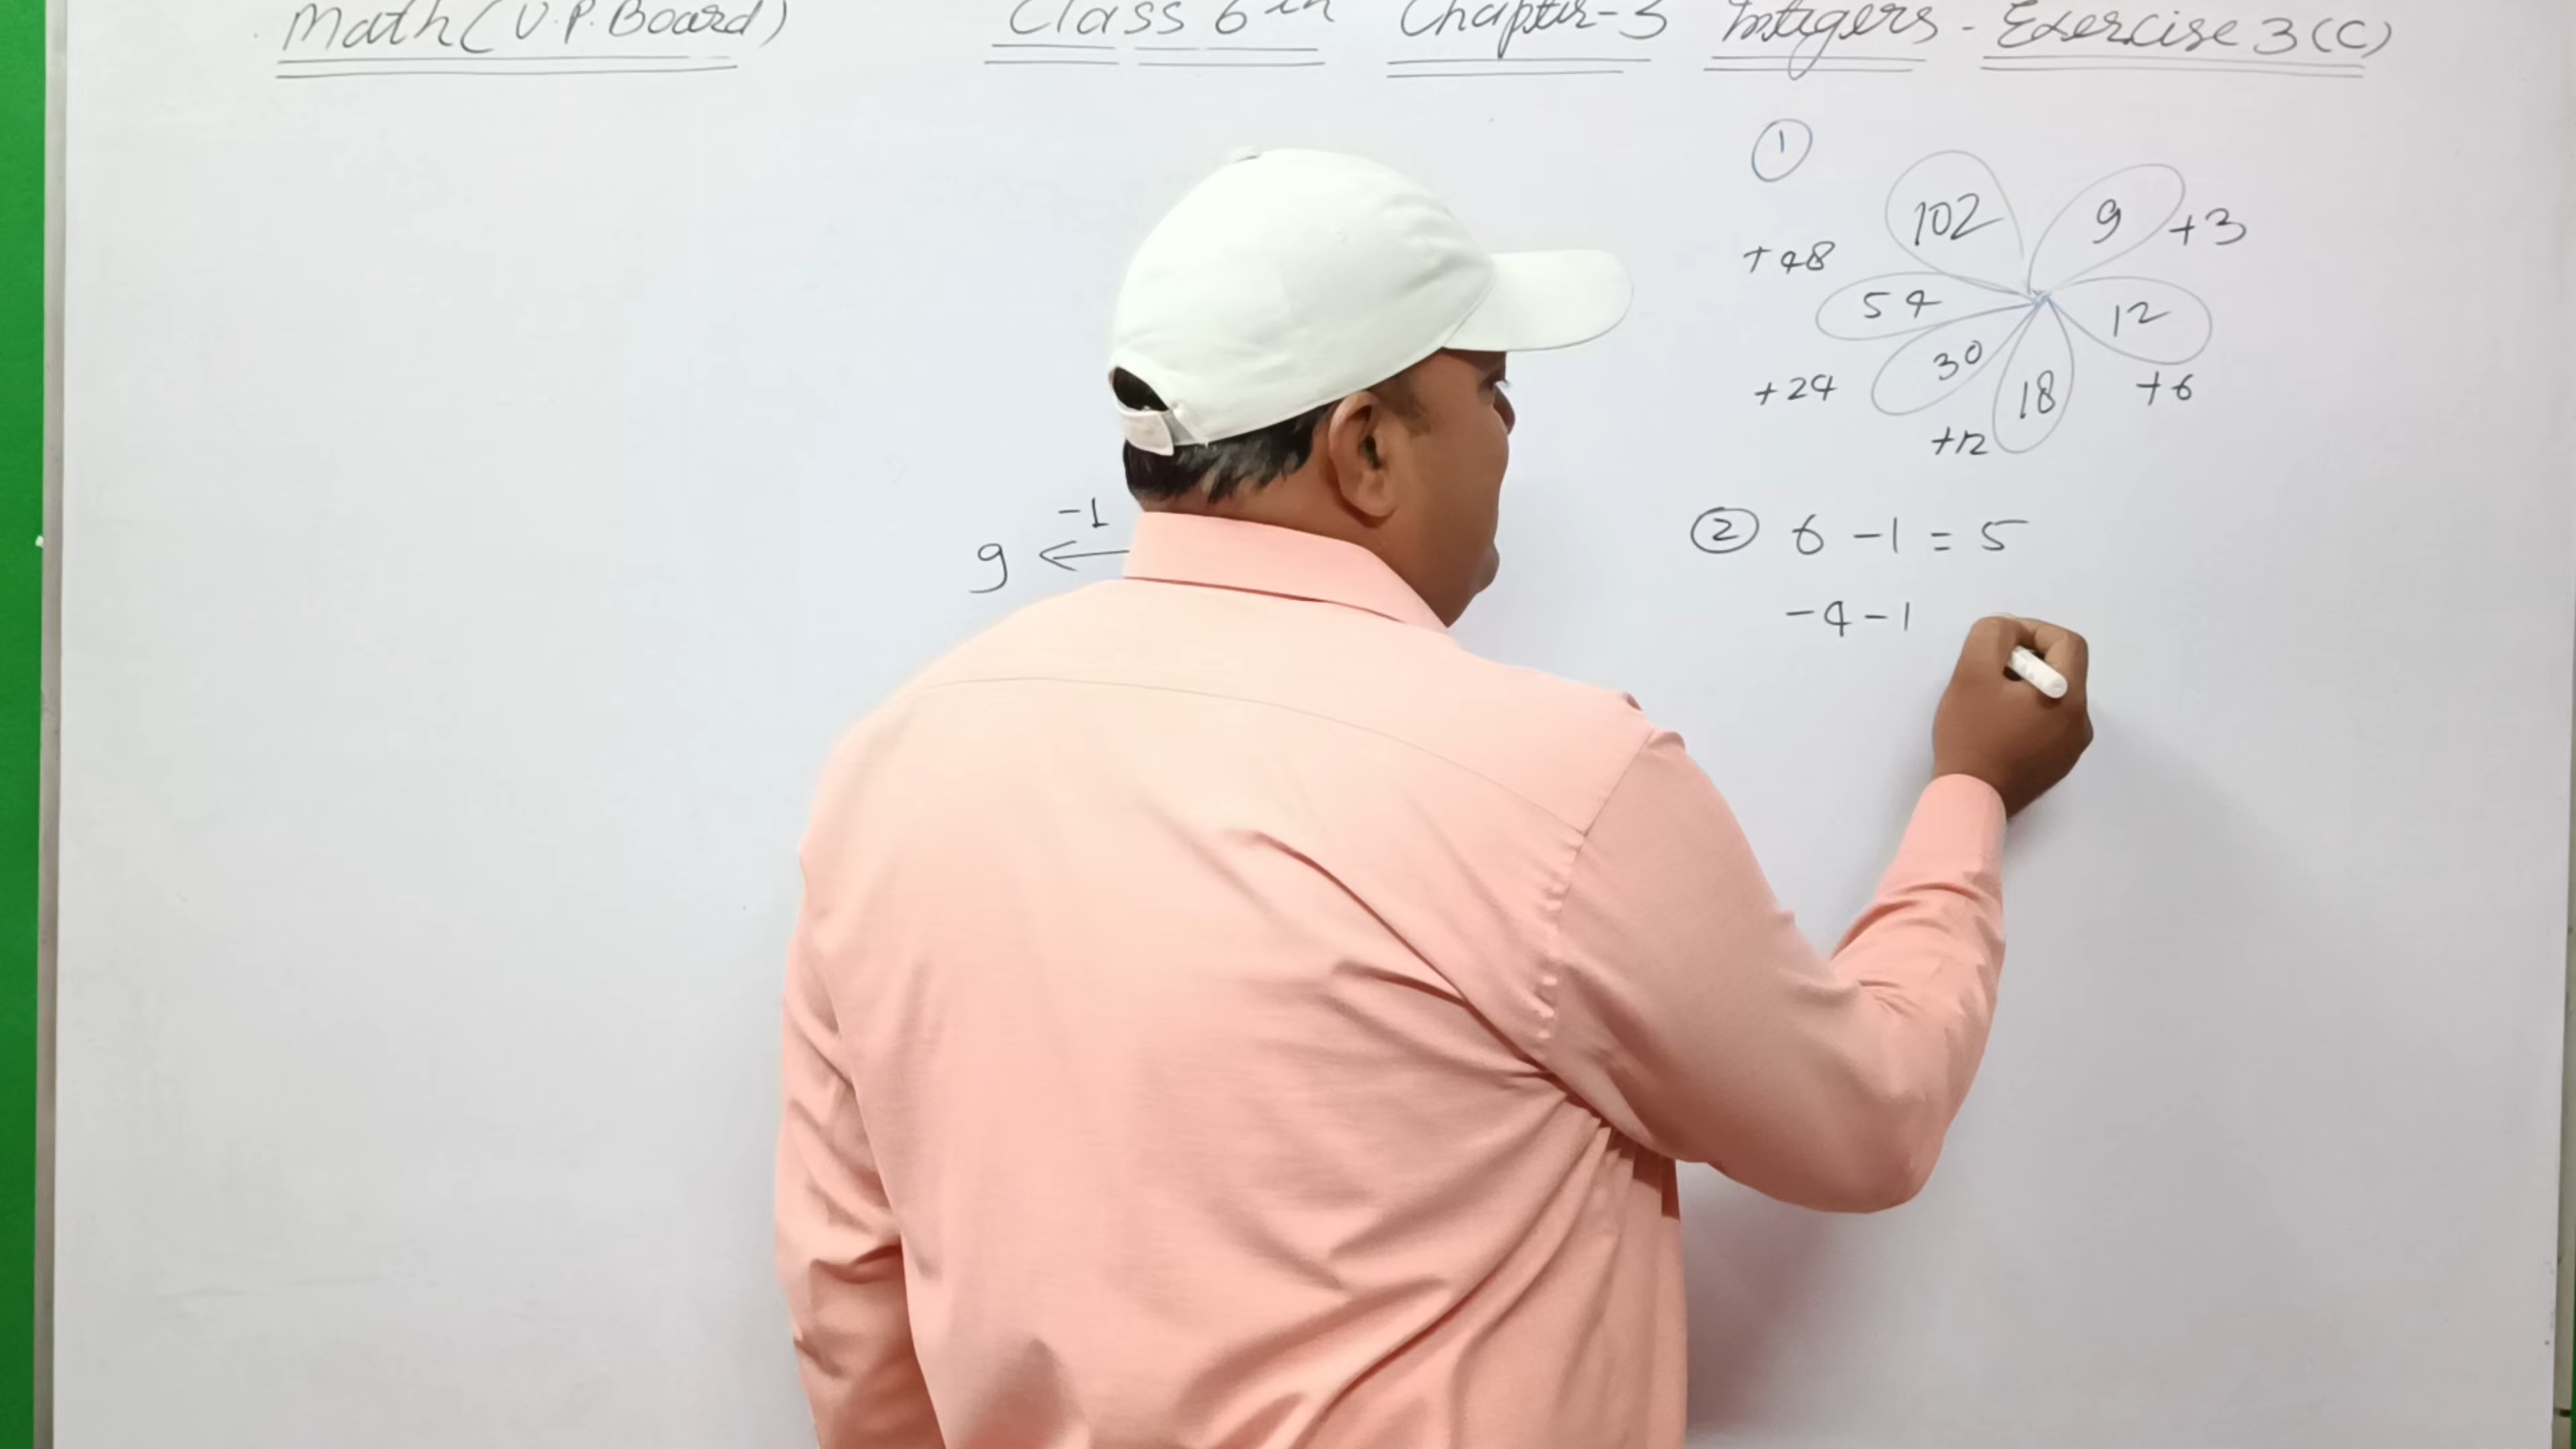 Math (U.P. Board) Class 6th Chapter-3 Integers - Exercise 3(C)
1
102 9 +3
+48
54 12
30
+24 18 +6
+12
-1
9 ←
2 6 - 1 = 5
-4 - 1